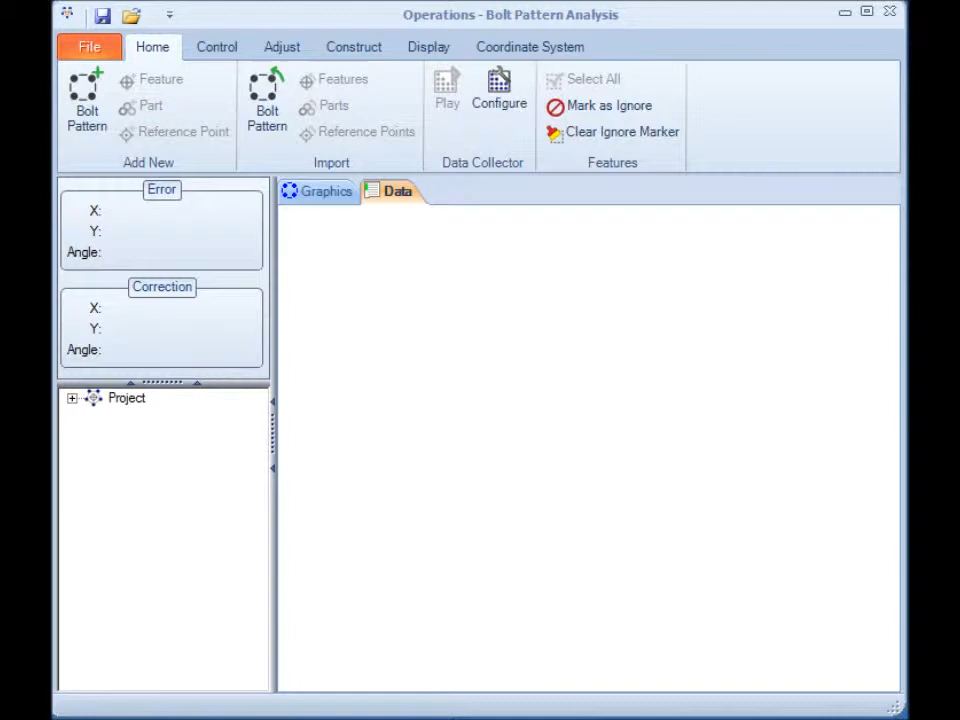 Operations - Bolt Pattern Analysis
File Home Control Adjust Construct Display Coordinate System
Bolt Pattern
Feature
Part
Reference Point
Add New
Bolt Pattern
Features
Parts
Reference Points
Import
Play Configure
Data Collector
Select All
Mark as Ignore
Clear Ignore Marker
Features
Error
X:
Y:
Angle:
Correction
X:
Y:
Angle:
Project
Graphics Data